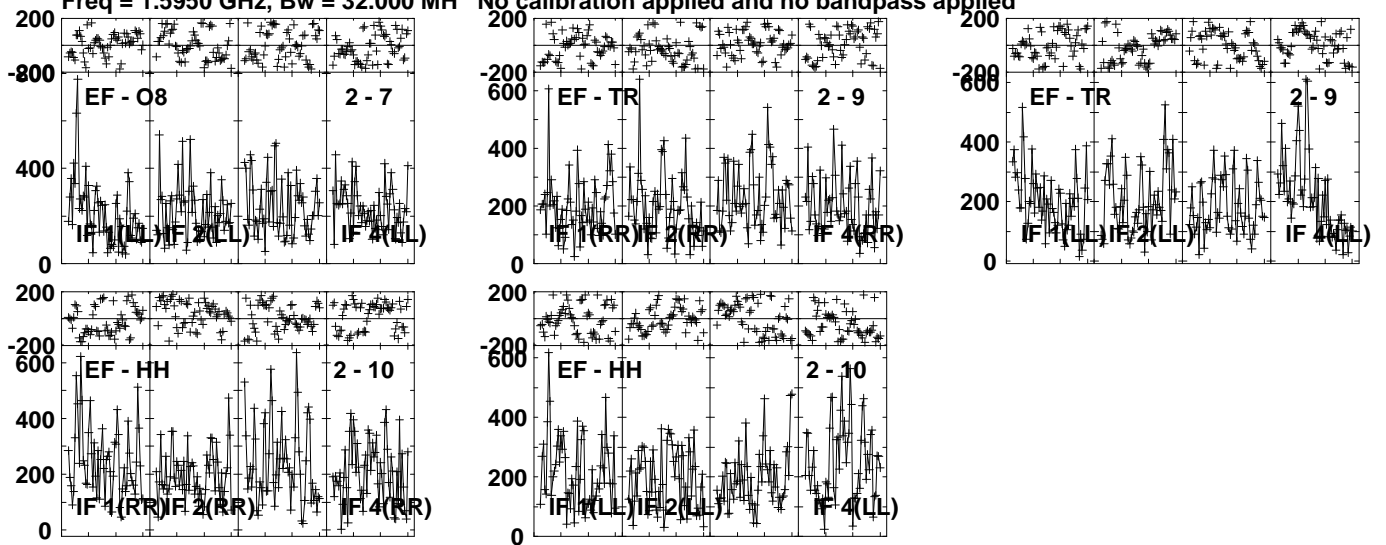 Freq = 1.5950 GHz, Bw = 32.000 MH No calibration applied and no bandpass applied
200
-200
800
400
0
EF - O8
2 - 7
IF 1(LL)
IF 2(LL)
IF 4(LL)
200
-200
600
400
200
0
EF - TR
2 - 9
IF 1(RR)
IF 2(RR)
IF 4(RR)
200
-200
600
400
200
0
EF - TR
2 - 9
IF 1(LL)
IF 2(LL)
IF 4(LL)
200
-200
600
400
200
0
EF - HH
2 - 10
IF 1(RR)
IF 2(RR)
IF 4(RR)
200
-200
600
400
200
0
EF - HH
2 - 10
IF 1(LL)
IF 2(LL)
IF 4(LL)